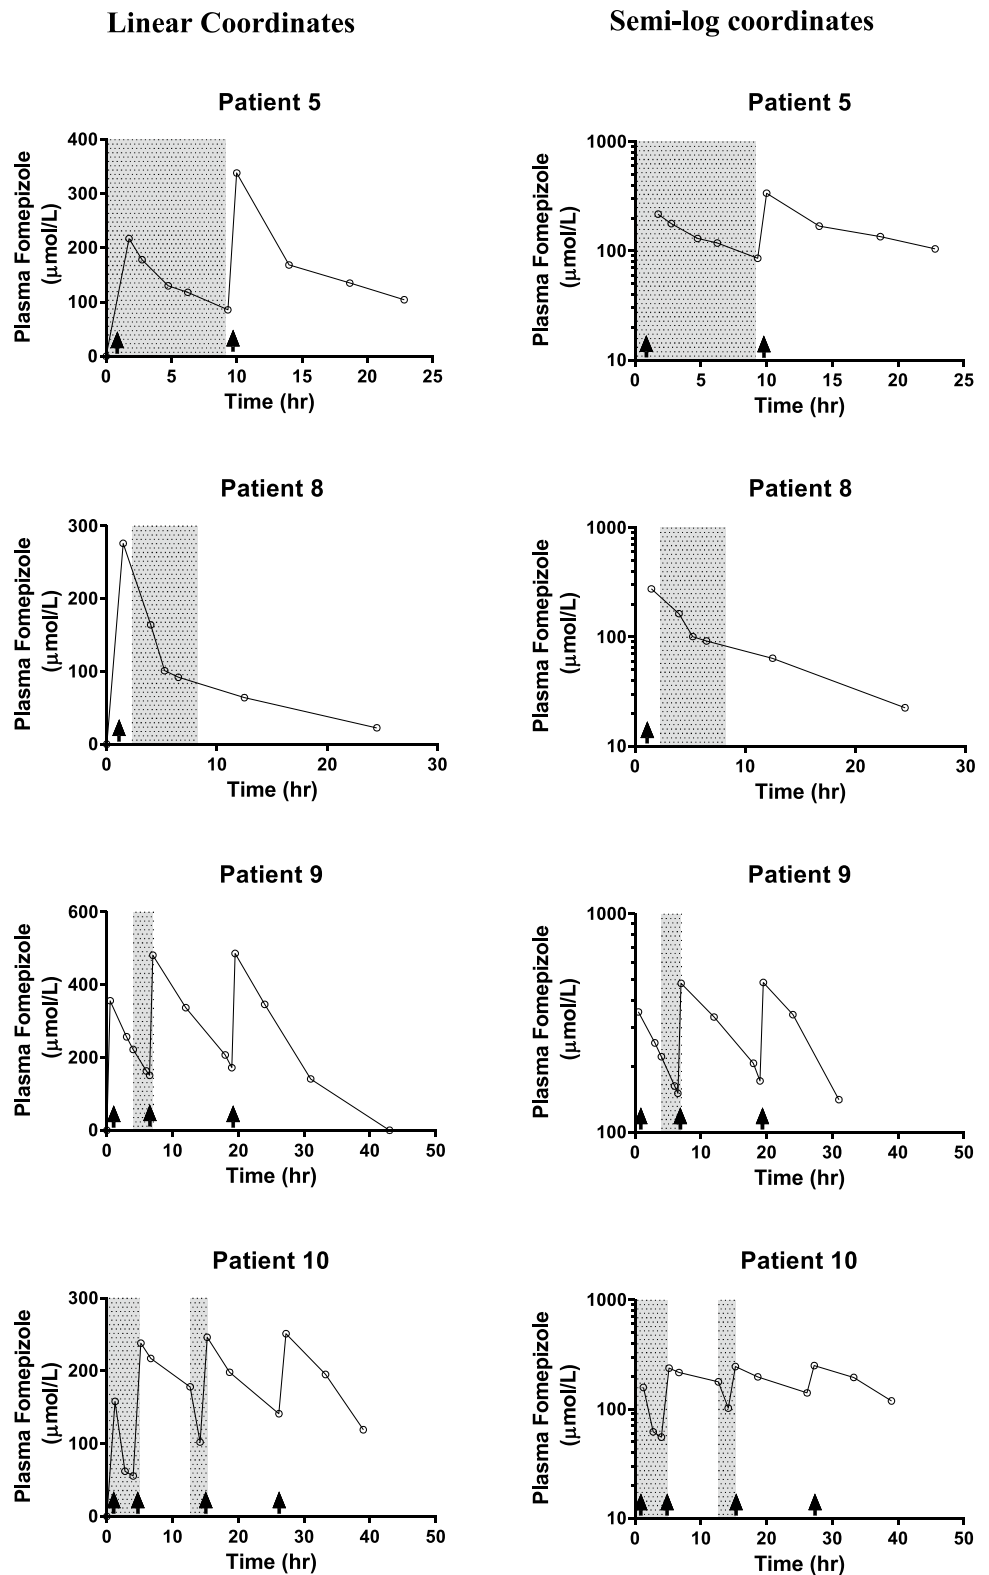 Linear Coordinates
Semi-log coordinates
Patient 5
Plasma Fomepizole
(μmol/L)
400
300
200
100
0
0 5 10 15 20 25
Time (hr)
Patient 5
Plasma Fomepizole
(μmol/L)
1000
100
10
0 5 10 15 20 25
Time (hr)
Patient 8
Plasma Fomepizole
(μmol/L)
300
200
100
0
0 10 20 30
Time (hr)
Patient 8
Plasma Fomepizole
(μmol/L)
1000
100
10
0 10 20 30
Time (hr)
Patient 9
Plasma Fomepizole
(μmol/L)
600
400
200
0
0 10 20 30 40 50
Time (hr)
Patient 9
Plasma Fomepizole
(μmol/L)
1000
100
0 10 20 30 40 50
Time (hr)
Patient 10
Plasma Fomepizole
(μmol/L)
300
200
100
0
0 10 20 30 40 50
Time (hr)
Patient 10
Plasma Fomepizole
(μmol/L)
1000
100
10
0 10 20 30 40 50
Time (hr)